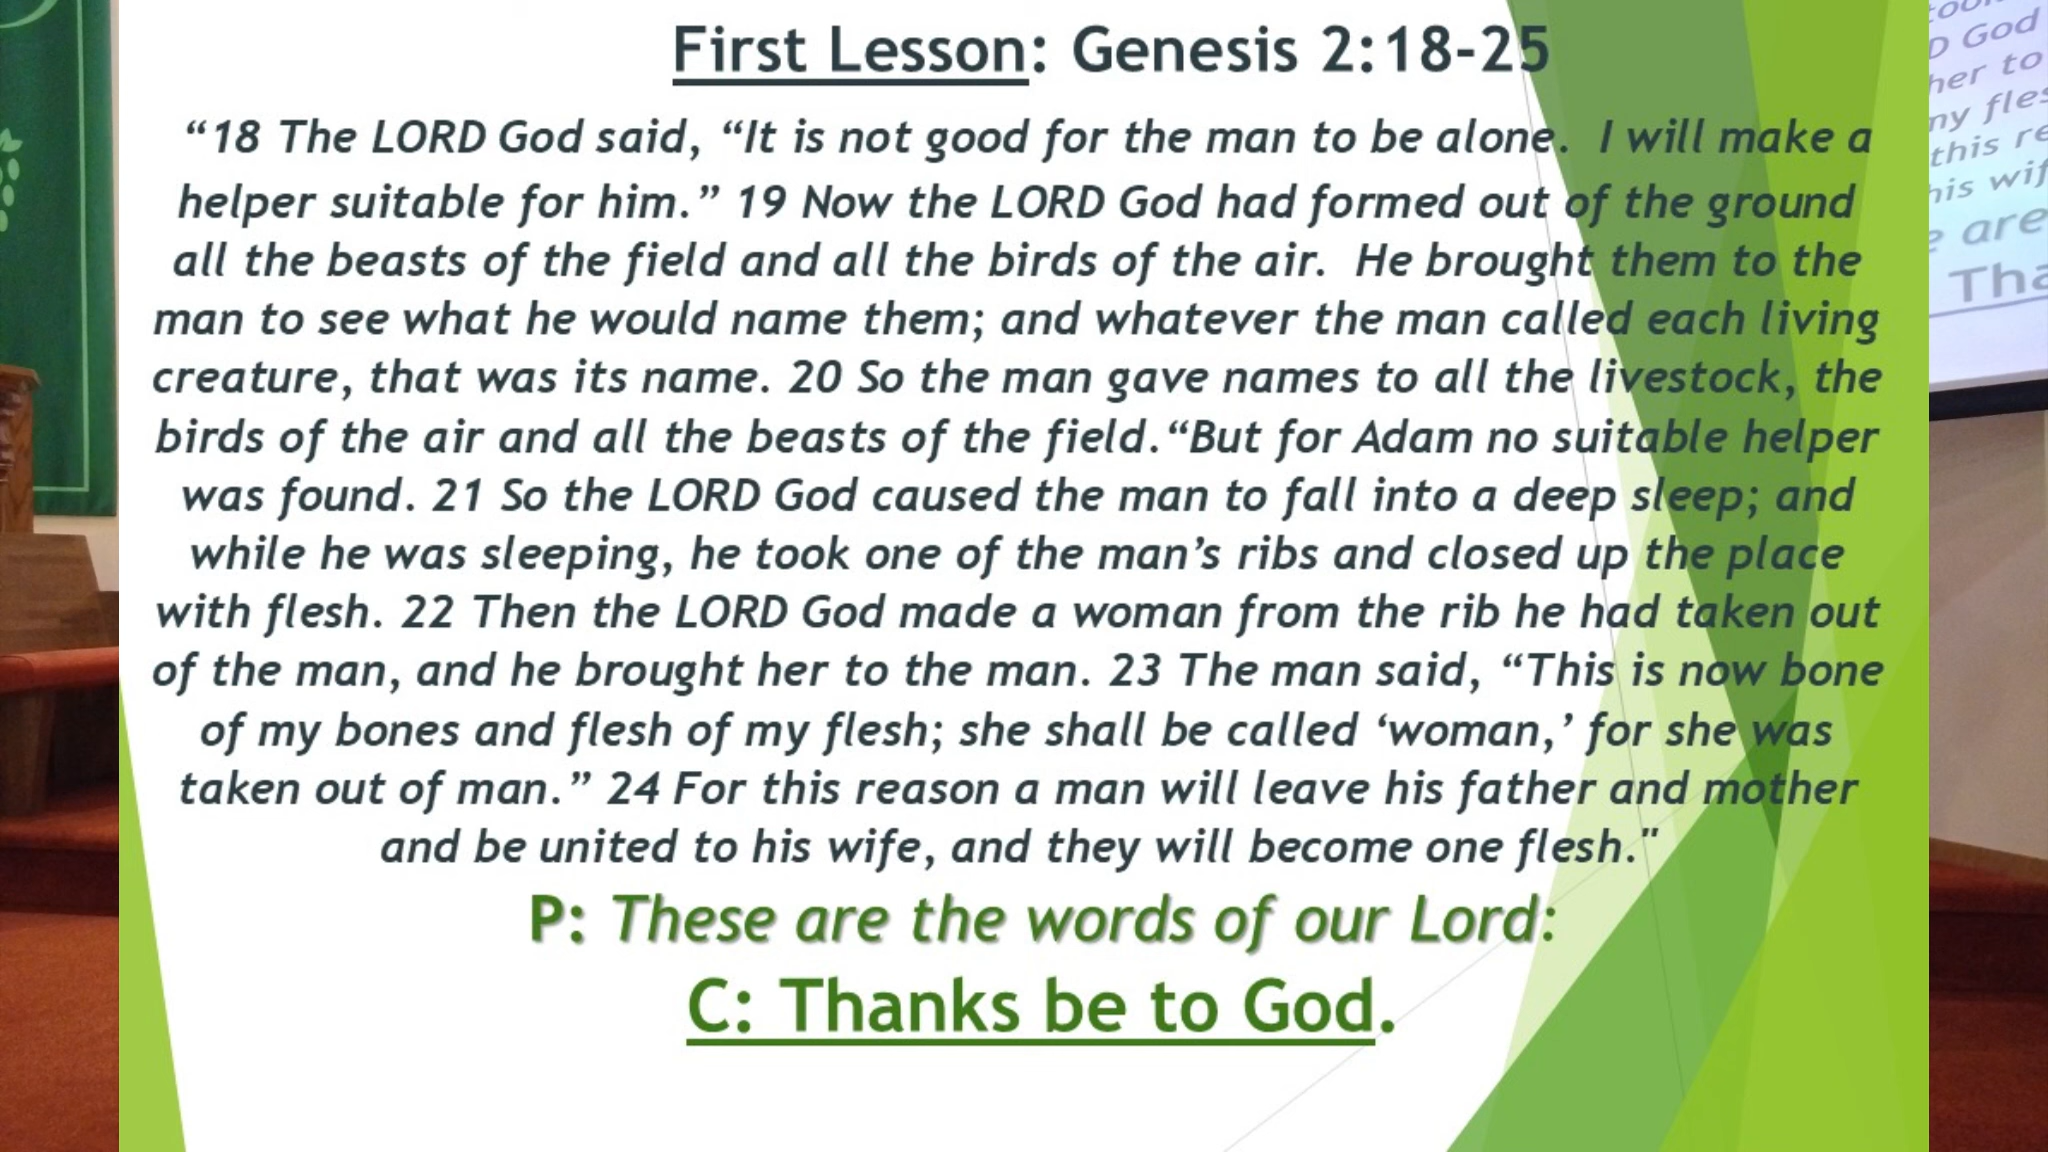 First Lesson: Genesis 2:18-25
“18 The LORD God said, “It is not good for the man to be alone.  I will make a
helper suitable for him.” 19 Now the LORD God had formed out of the ground
all the beasts of the field and all the birds of the air.  He brought them to the
man to see what he would name them; and whatever the man called each living
creature, that was its name. 20 So the man gave names to all the livestock, the
birds of the air and all the beasts of the field.“But for Adam no suitable helper
was found. 21 So the LORD God caused the man to fall into a deep sleep; and
while he was sleeping, he took one of the man’s ribs and closed up the place
with flesh. 22 Then the LORD God made a woman from the rib he had taken out
of the man, and he brought her to the man. 23 The man said, “This is now bone
of my bones and flesh of my flesh; she shall be called ‘woman,’ for she was
taken out of man.” 24 For this reason a man will leave his father and mother
and be united to his wife, and they will become one flesh."
P: These are the words of our Lord:
C: Thanks be to God.
God
her to
my
this
his
are